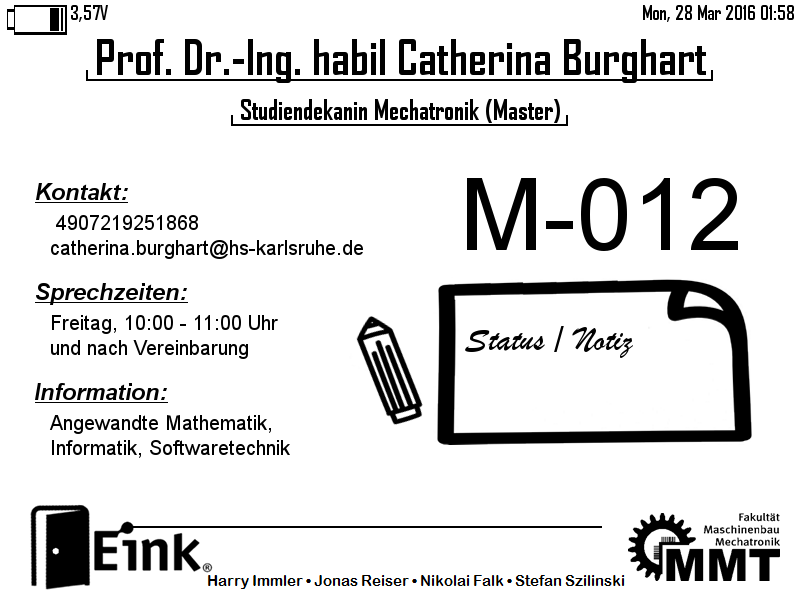 3,57V
Mon, 28 Mar 2016 01:58
Prof. Dr.-Ing. habil Catherina Burghart
Studiendekanin Mechatronik (Master)
Kontakt:
4907219251868
catherina.burghart@hs-karlsruhe.de
M-012
Sprechzeiten:
Freitag, 10:00 - 11:00 Uhr
und nach Vereinbarung
Status / Notiz
Information:
Angewandte Mathematik,
Informatik, Softwaretechnik
Eink®
Harry Immler • Jonas Reiser • Nikolai Falk • Stefan Szilinski
Fakultät
Maschinenbau
Mechatronik
MMT